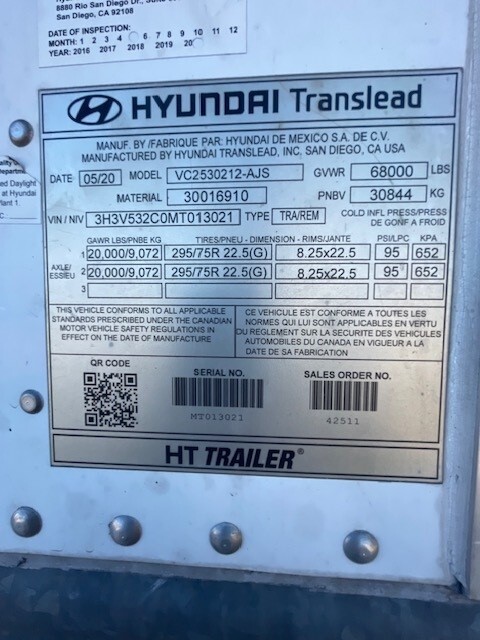 8880 Rio San Diego Dr.,
San Diego, CA 92108
DATE OF INSPECTION:
MONTH: 1 2 3 4 6 7 8 9 10 11 12
YEAR: 2016 2017 2018 2019 20
HYUNDAI Translead
MANUF. BY /FABRIQUE PAR: HYUNDAI DE MEXICO S.A. DE C.V.
MANUFACTURED BY HYUNDAI TRANSLEAD, INC. SAN DIEGO, CA USA
DATE 05/20 MODEL VC2530212-AJS GVWR 68000 LBS
MATERIAL 30016910 PNBV 30844 KG
VIN / NIV 3H3V532C0MT013021 TYPE TRA/REM COLD INFL PRESS/PRESS
DE GONF A FROID
GAWR LBS/PNBE KG TIRES/PNEU - DIMENSION - RIMS/JANTE PSI/LPC KPA
1 20,000/9,072 295/75R 22.5(G) 8.25x22.5 95 652
AXLE/
ESSIEU
2 20,000/9,072 295/75R 22.5(G) 8.25x22.5 95 652
3
THIS VEHICLE CONFORMS TO ALL APPLICABLE
STANDARDS PRESCRIBED UNDER THE CANADIAN
MOTOR VEHICLE SAFETY REGULATIONS IN
EFFECT ON THE DATE OF MANUFACTURE
CE VEHICULE EST CONFORME A TOUTES LES
NORMES QUI LUI SONT APPLICABLES EN VERTU
DU REGLEMENT SUR LA SECURITE DES VEHICULES
AUTOMOBILES DU CANADA EN VIGUEUR A LA
DATE DE SA FABRICATION
QR CODE
SERIAL NO.
MT013021
SALES ORDER NO.
42511
HT TRAILER®
ed Daylight
at Hyundai
lant 1.